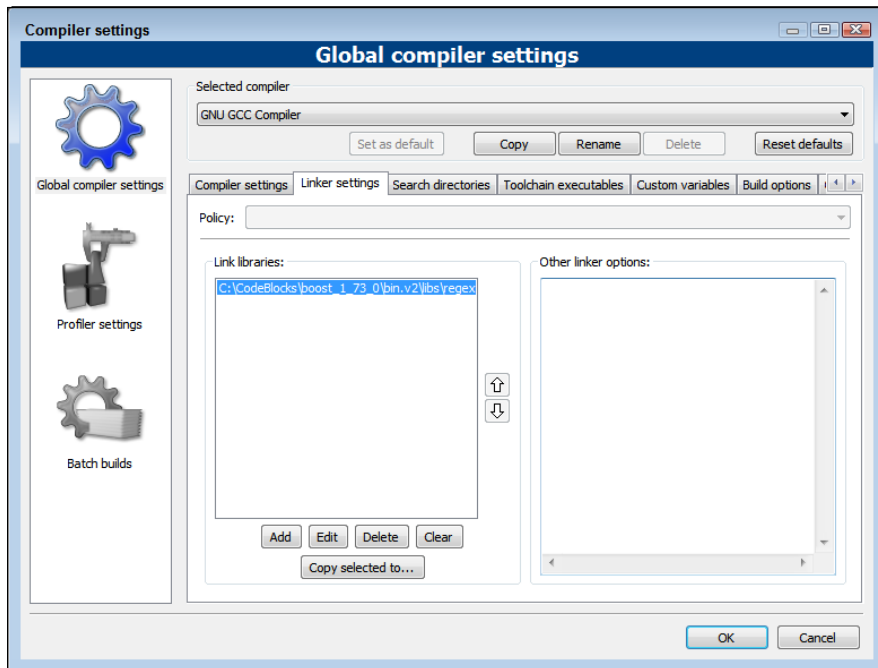 Compiler settings
Global compiler settings
Global compiler settings
Profiler settings
Batch builds
Selected compiler
GNU GCC Compiler
Set as default Copy Rename Delete Reset defaults
Compiler settings Linker settings Search directories Toolchain executables Custom variables Build options
Policy:
Link libraries:
C:\CodeBlocks\boost_1_73_0\bin.v2\libs\regex
Add Edit Delete Clear
Copy selected to...
Other linker options:
OK Cancel